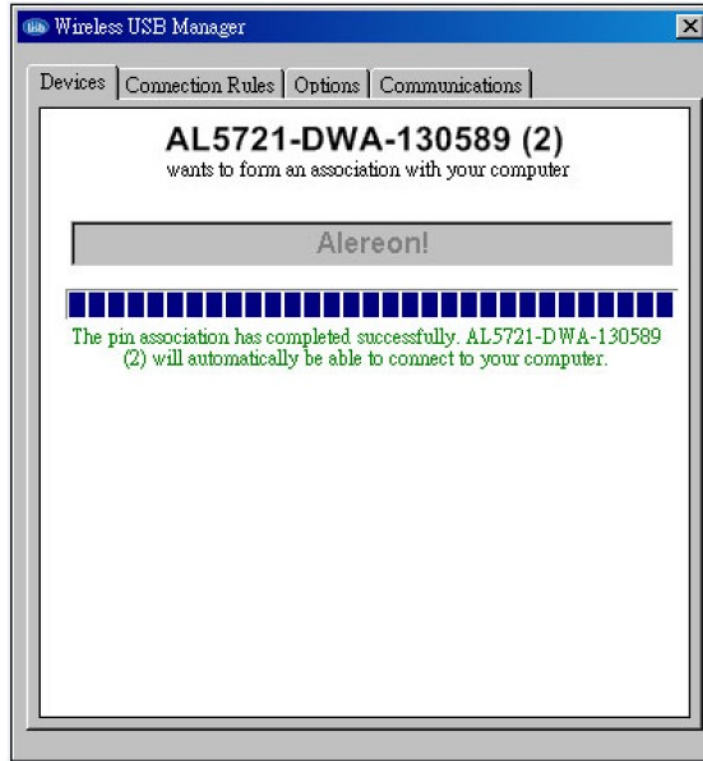 Wireless USB Manager
Devices Connection Rules Options Communications
AL5721-DWA-130589 (2)
wants to form an association with your computer
Alereon!
The pin association has completed successfully. AL5721-DWA-130589
(2) will automatically be able to connect to your computer.